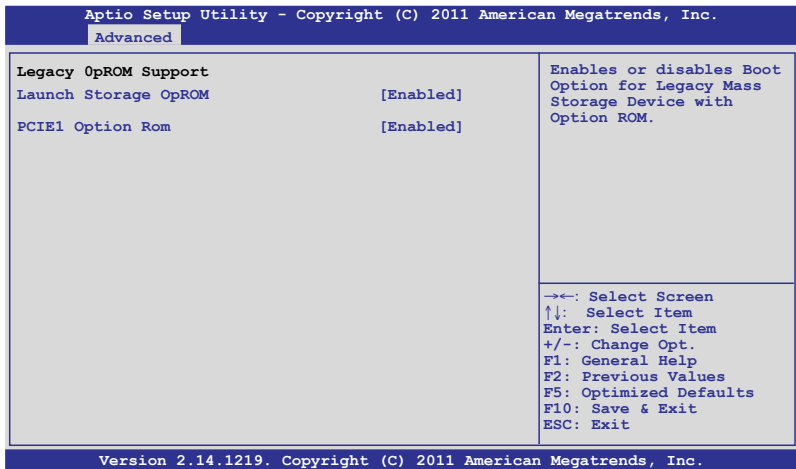 Aptio Setup Utility - Copyright (C) 2011 American Megatrends, Inc.
Advanced
Legacy 0pROM Support
Launch Storage OpROM [Enabled]
PCIE1 Option Rom [Enabled]
Enables or disables Boot
Option for Legacy Mass
Storage Device with
Option ROM.
→←: Select Screen
↑↓: Select Item
Enter: Select Item
+/-: Change Opt.
F1: General Help
F2: Previous Values
F5: Optimized Defaults
F10: Save & Exit
ESC: Exit
Version 2.14.1219. Copyright (C) 2011 American Megatrends, Inc.